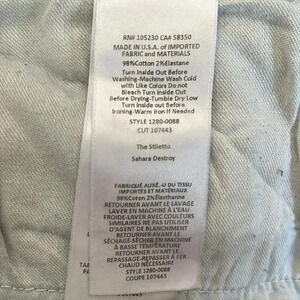 RN# 105230 CA# 58350
MADE IN U.S.A. of IMPORTED
FABRIC and MATERIALS
98%Cotton 2%Elastane
Turn Inside Out Before
Washing-Machine Wash Cold
with Like Colors Do not
Bleach Turn Inside Out
Before Drying-Tumble Dry Low
Turn Inside out Before
Ironing-Warm Iron If Needed
STYLE 1280-0088
CUT 107443
The Stiletto
Sahara Destroy
FABRIQUÉ AUXÉ.-U DU TISSU
IMPORTÉS ET MATÉRIAUX
98%Cotton 2%Élasthanne
RETOURNER AVANT LE LAVAGE
LAVER EN MACHINE À L'EAU
FROIDE-LAVER AVEC COULEURS
SIMILAIRES NE PAS UTILISER
D'AGENT DE BLANCHIMENT
RETOURNER AVANT LE
SÉCHAGE-SÉCHER EN MACHINE
À BASSE TEMPÉRATURE
RETOURNER AVANT LE
REPASSAGE-REPASSER À FER
CHAUD NÉCESSAIRE
STYLE 1280-0088
COUPE 107443